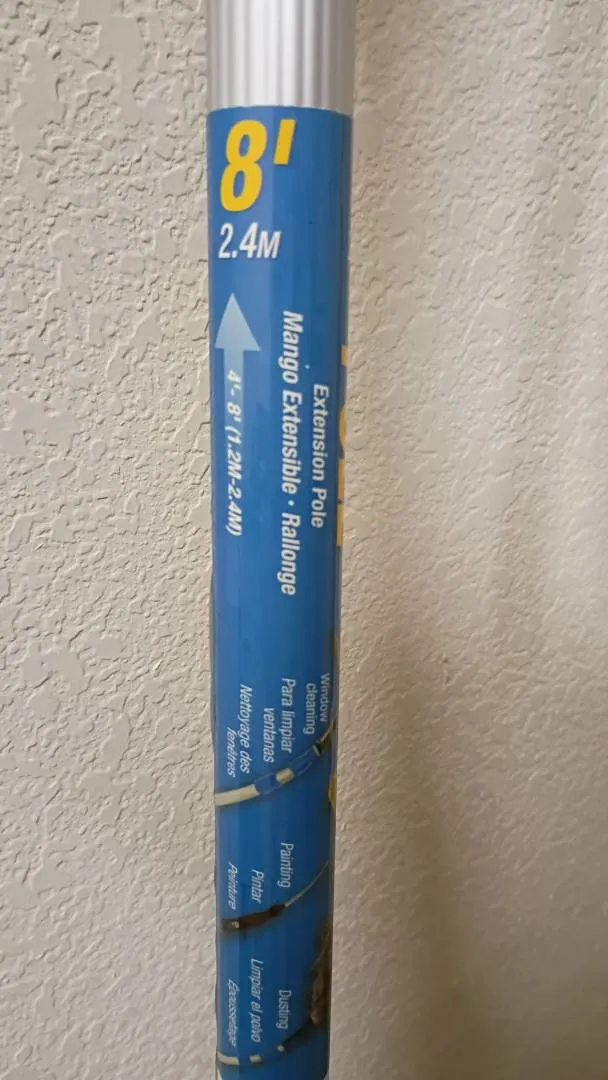 8'
2.4M
4'- 8' (1.2M-2.4M)
Extension Pole
Mango Extensible • Rallonge
Window
cleaning
Para limpiar
ventanas
Nettoyage des
fenêtres
Painting
Pintar
Peinture
Dusting
Limpiar el polvo
Époussetage